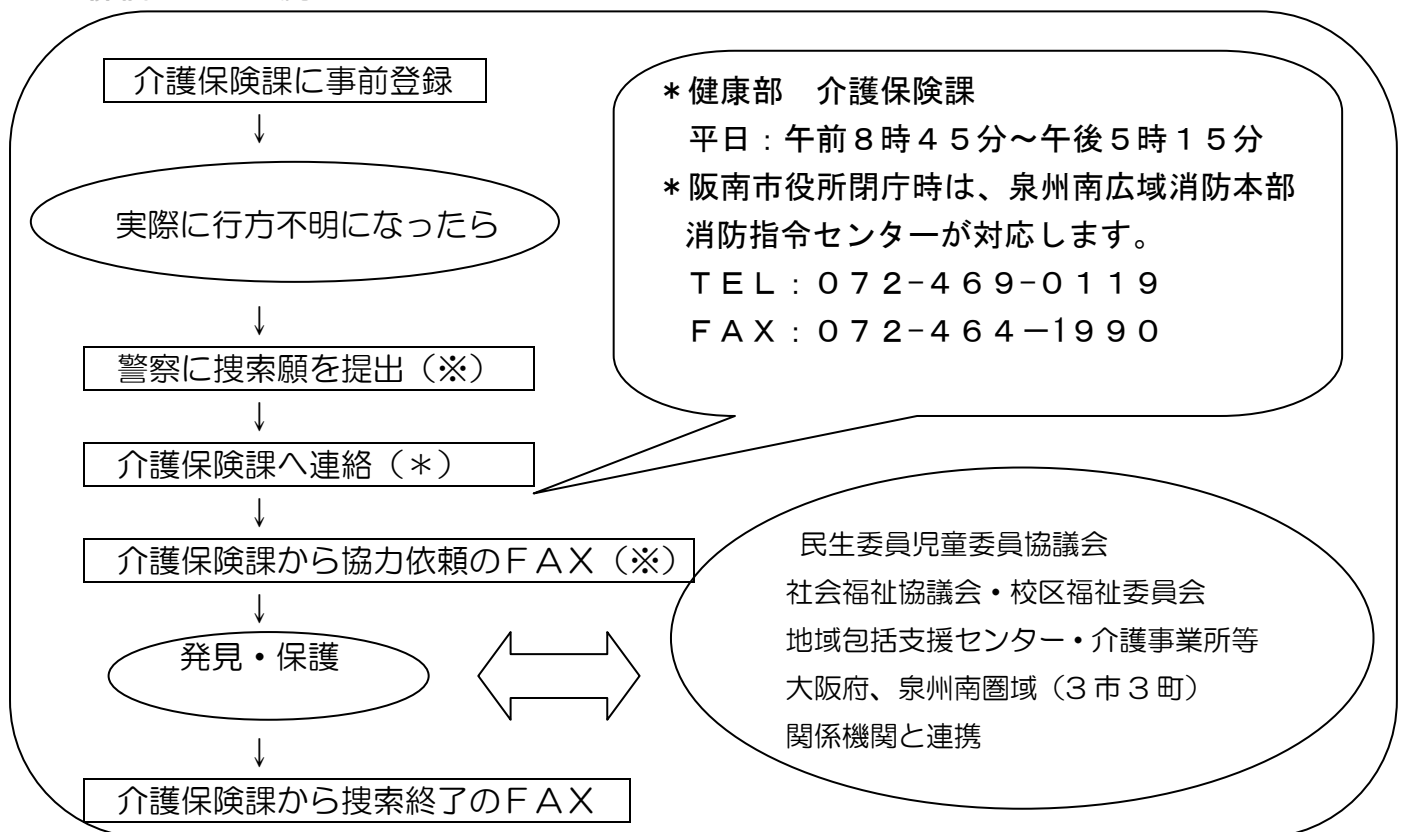 介護保険課に事前登録
↓
実際に行方不明になったら
↓
警察に捜索願を提出（※）
↓
介護保険課へ連絡（＊）
↓
介護保険課から協力依頼のＦＡＸ（※）
↓
発見・保護
↓
介護保険課から捜索終了のＦＡＸ
＊健康部　介護保険課
平日：午前８時４５分～午後５時１５分
＊阪南市役所閉庁時は、泉州南広域消防本部
消防指令センターが対応します。
ＴＥＬ：０７２-４６９-０１１９
ＦＡＸ：０７２-４６４－1９９０
民生委員児童委員協議会
社会福祉協議会・校区福祉委員会
地域包括支援センター・介護事業所等
大阪府、泉州南圏域（３市３町）
関係機関と連携